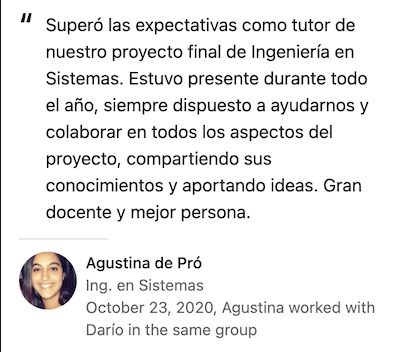 " Superó las expectativas como tutor de
nuestro proyecto final de Ingeniería en
Sistemas. Estuvo presente durante todo
el año, siempre dispuesto a ayudarnos y
colaborar en todos los aspectos del
proyecto, compartiendo sus
conocimientos y aportando ideas. Gran
docente y mejor persona.
Agustina de Pró
Ing. en Sistemas
October 23, 2020, Agustina worked with
Darío in the same group